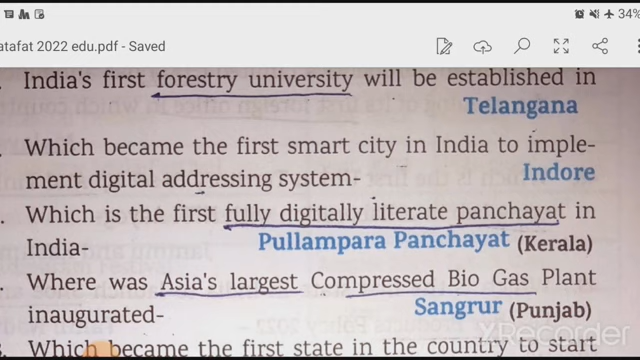 34%
atafat 2022 edu.pdf - Saved
. India's first forestry university will be established in
Telangana
. Which became the first smart city in India to imple-
ment digital addressing system- Indore
. Which is the first fully digitally literate panchayat in
India- Pullampara Panchayat (Kerala)
. Where was Asia's largest Compressed Bio Gas Plant
inaugurated- Sangrur (Punjab)
XRecorder
. Which became the first state in the country to start